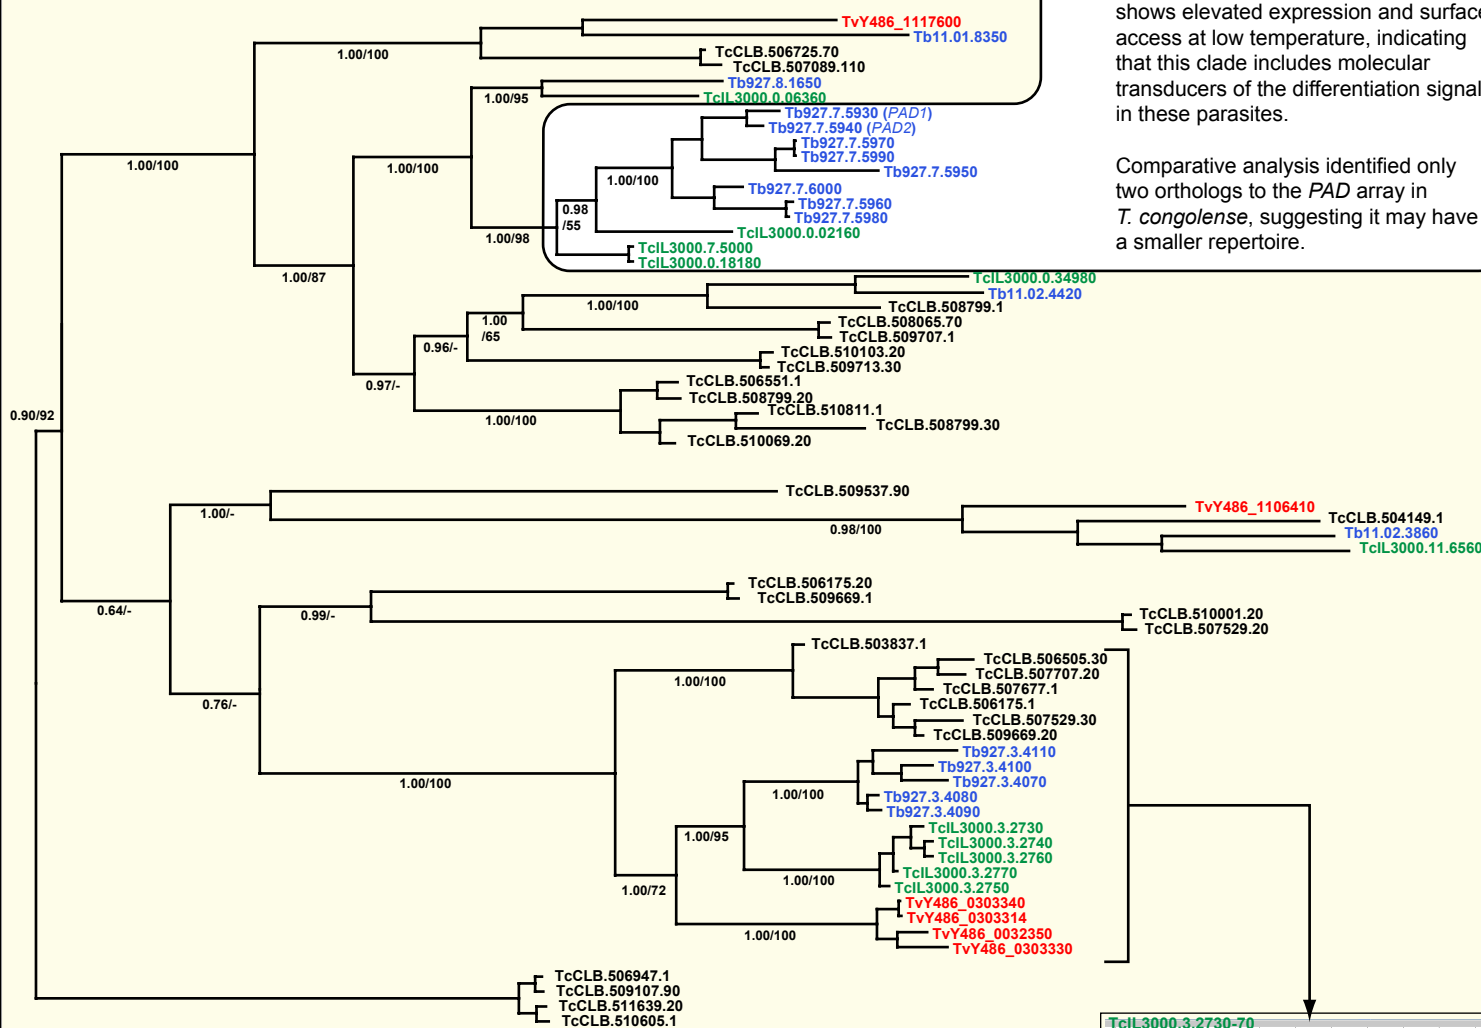 shows elevated expression and surface
access at low temperature, indicating
that this clade includes molecular
transducers of the differentiation signal
in these parasites.
Comparative analysis identified only
two orthologs to the PAD array in
T. congolense, suggesting it may have
a smaller repertoire.
TvY486_1117600
Tb11.01.8350
1.00/100
TcCLB.506725.70
TcCLB.507089.110
Tb927.8.1650
1.00/95
TcIL3000.0.06360
Tb927.7.5930 (PAD1)
Tb927.7.5940 (PAD2)
Tb927.7.5970
Tb927.7.5990
1.00/100
1.00/100
1.00/100
Tb927.7.5950
Tb927.7.6000
Tb927.7.5960
0.98
/55
Tb927.7.5980
TcIL3000.0.02160
1.00/98
TcIL3000.7.5000
TcIL3000.0.18180
1.00/87
TcIL3000.0.34980
Tb11.02.4420
1.00/100
TcCLB.508799.1
1.00
/65
TcCLB.508065.70
TcCLB.509707.1
0.96/-
TcCLB.510103.20
TcCLB.509713.30
0.97/-
TcCLB.506551.1
TcCLB.508799.20
TcCLB.510811.1
0.90/92
1.00/100
TcCLB.508799.30
TcCLB.510069.20
TcCLB.509537.90
1.00/-
TvY486_1106410
0.98/100
TcCLB.504149.1
Tb11.02.3860
TcIL3000.11.6560
TcCLB.506175.20
TcCLB.509669.1
0.64/-
0.99/-
TcCLB.510001.20
TcCLB.507529.20
TcCLB.503837.1
TcCLB.506505.30
TcCLB.507707.20
1.00/100
TcCLB.507677.1
0.76/-
TcCLB.506175.1
TcCLB.507529.30
TcCLB.509669.20
Tb927.3.4110
Tb927.3.4100
Tb927.3.4070
1.00/100
1.00/100
Tb927.3.4080
Tb927.3.4090
TcIL3000.3.2730
1.00/95
TcIL3000.3.2740
TcIL3000.3.2760
TcIL3000.3.2770
1.00/100
TcIL3000.3.2750
1.00/72
TvY486_0303340
TvY486_0303314
TvY486_0032350
1.00/100
TvY486_0303330
TcCLB.506947.1
TcCLB.509107.90
TcCLB.511639.20
TcCLB.510605.1
TcIL3000.3.2730-70